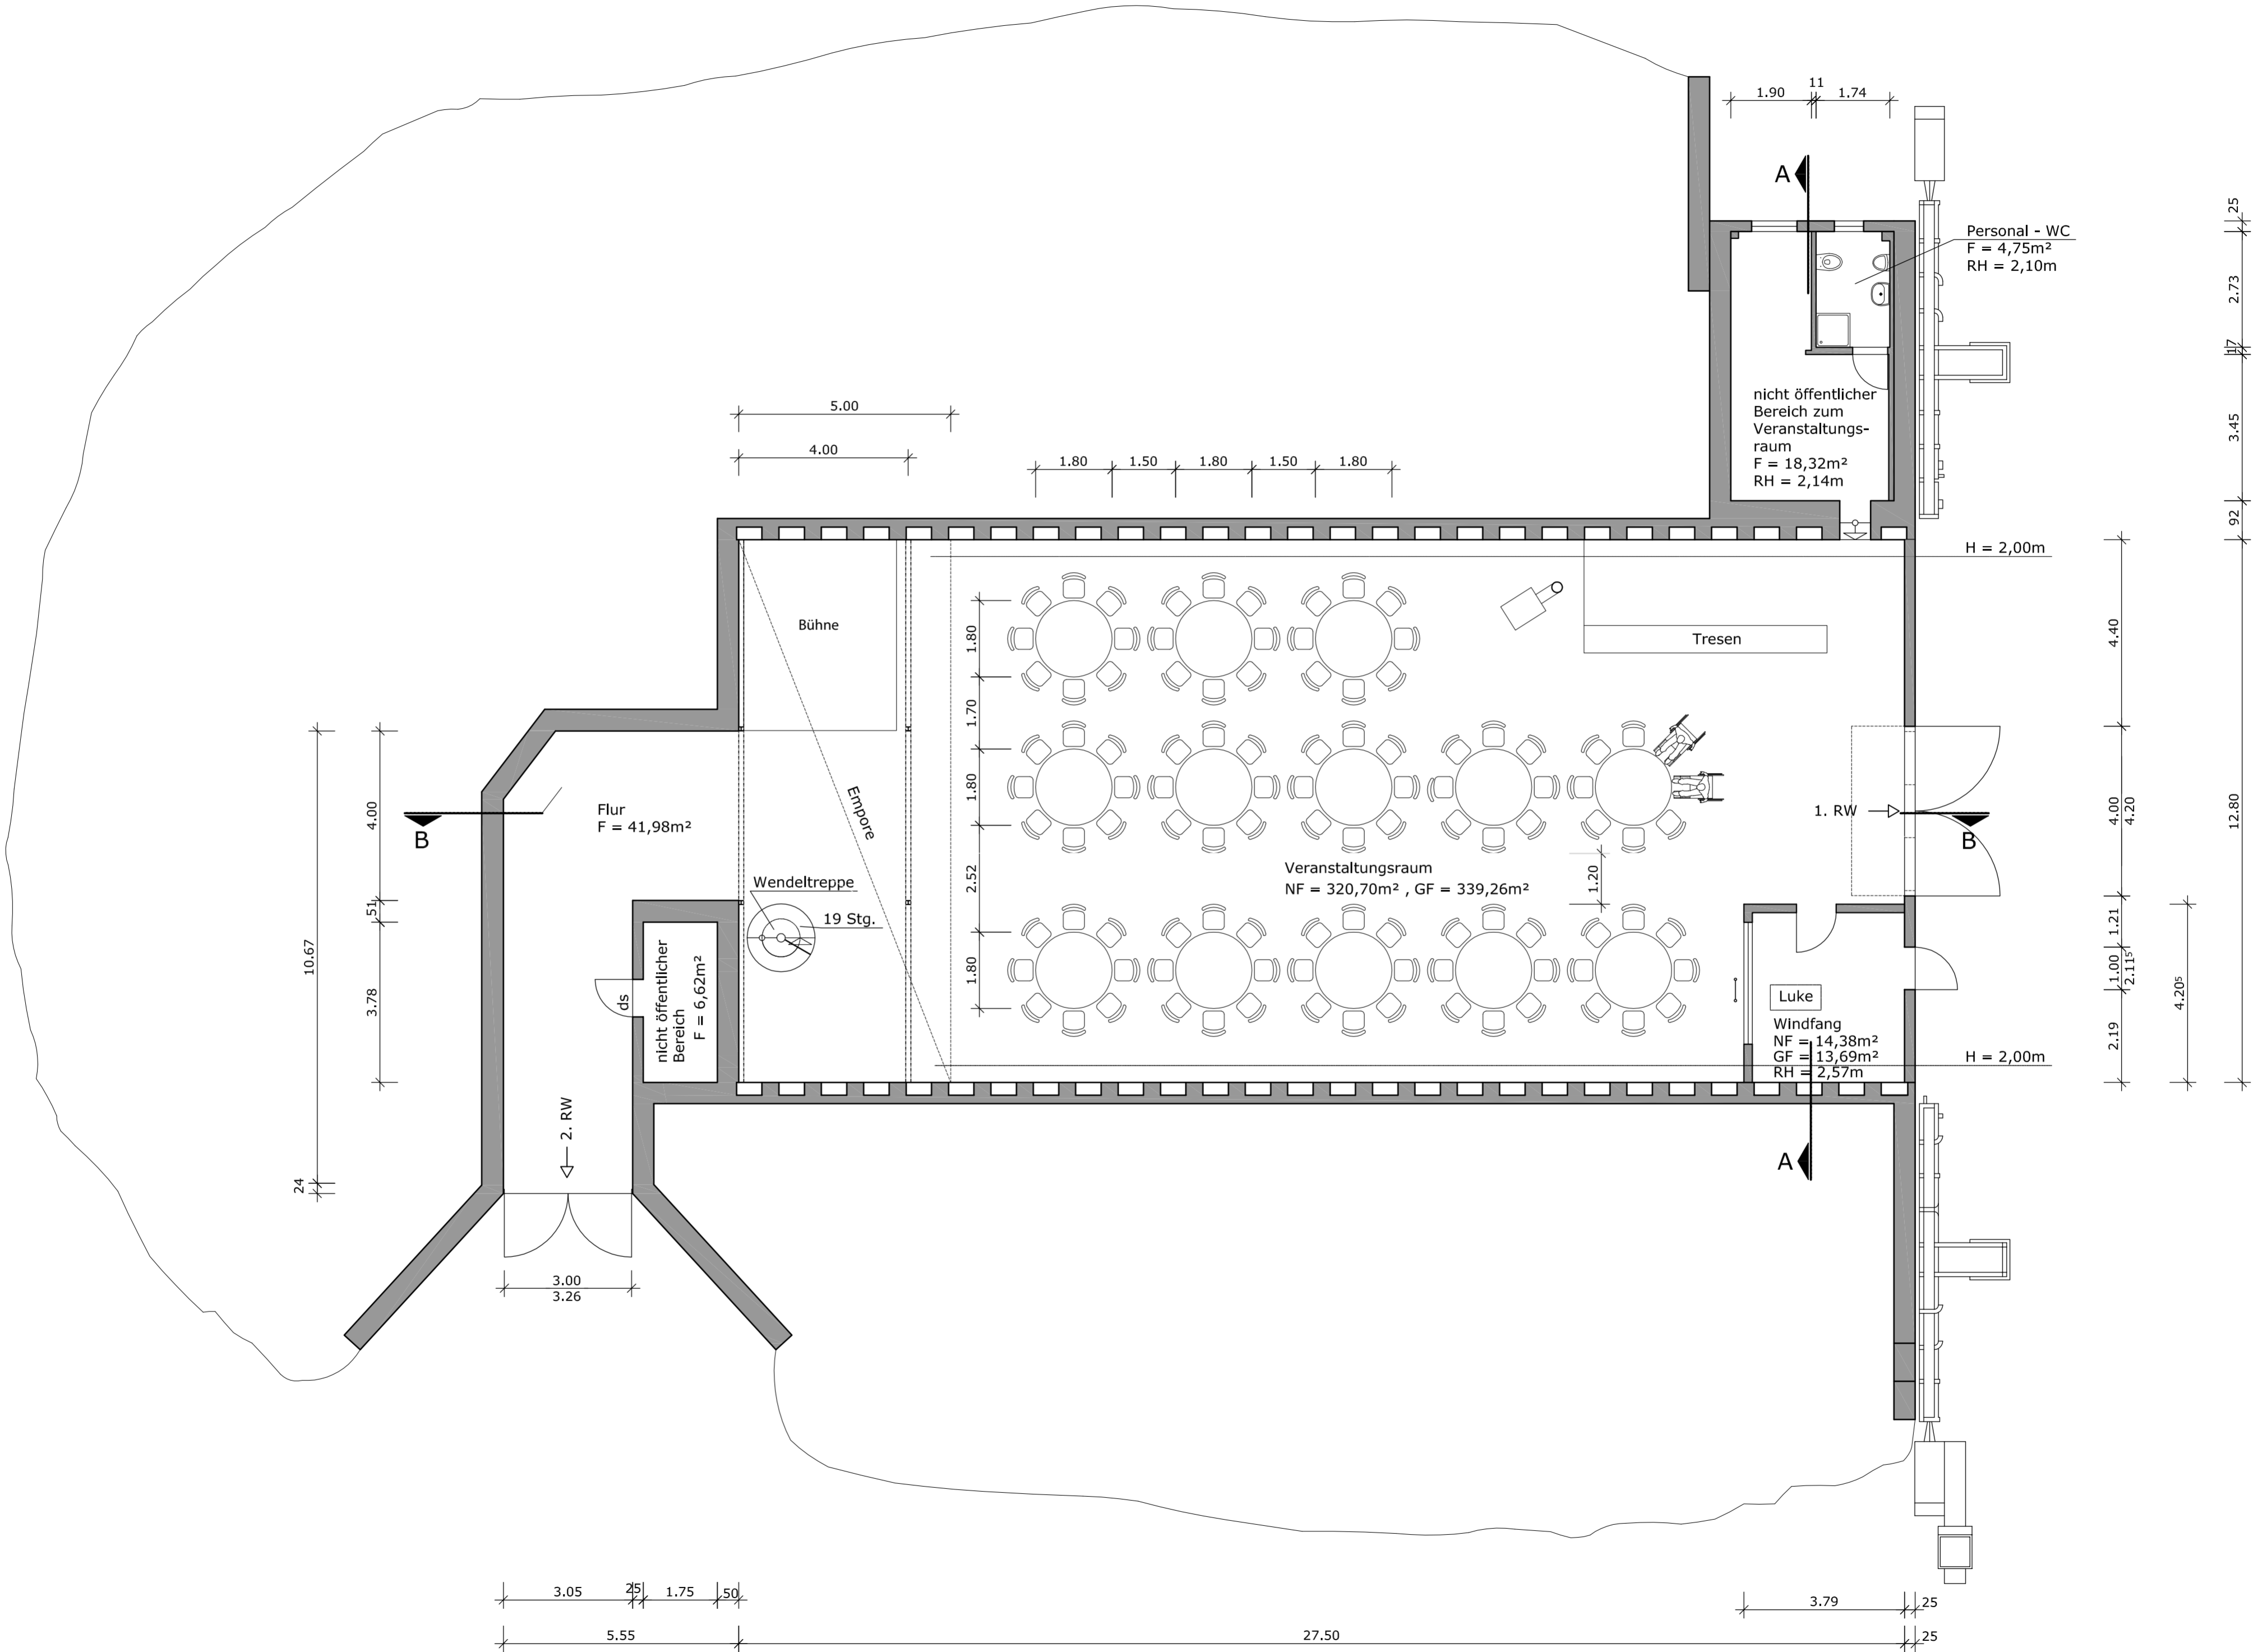 11
1.90
1.74
A
25
Personal - WC
F = 4,75m²
RH = 2,10m
2.73
17
nicht öffentlicher
Bereich zum
Veranstaltungs-
raum
F = 18,32m²
RH = 2,14m
3.45
5.00
4.00
1.80
1.50
1.80
1.50
1.80
92
H = 2,00m
Bühne
1.80
Tresen
4.40
1.70
Empore
1.80
Flur
F = 41,98m²
4.00
B
1. RW
B
4.00
4.20
12.80
Veranstaltungsraum
NF = 320,70m² , GF = 339,26m²
2.52
1.20
Wendeltreppe
19 Stg.
51
10.67
1.21
nicht öffentlicher
Bereich
F = 6,62m²
ds
3.78
1.80
1.00
2.11⁵
4.20⁵
Luke
Windfang
NF = 14,38m²
GF = 13,69m²
RH = 2,57m
2.19
H = 2,00m
2. RW
A
24
3.00
3.26
3.05
25
1.75
50
3.79
25
5.55
27.50
25